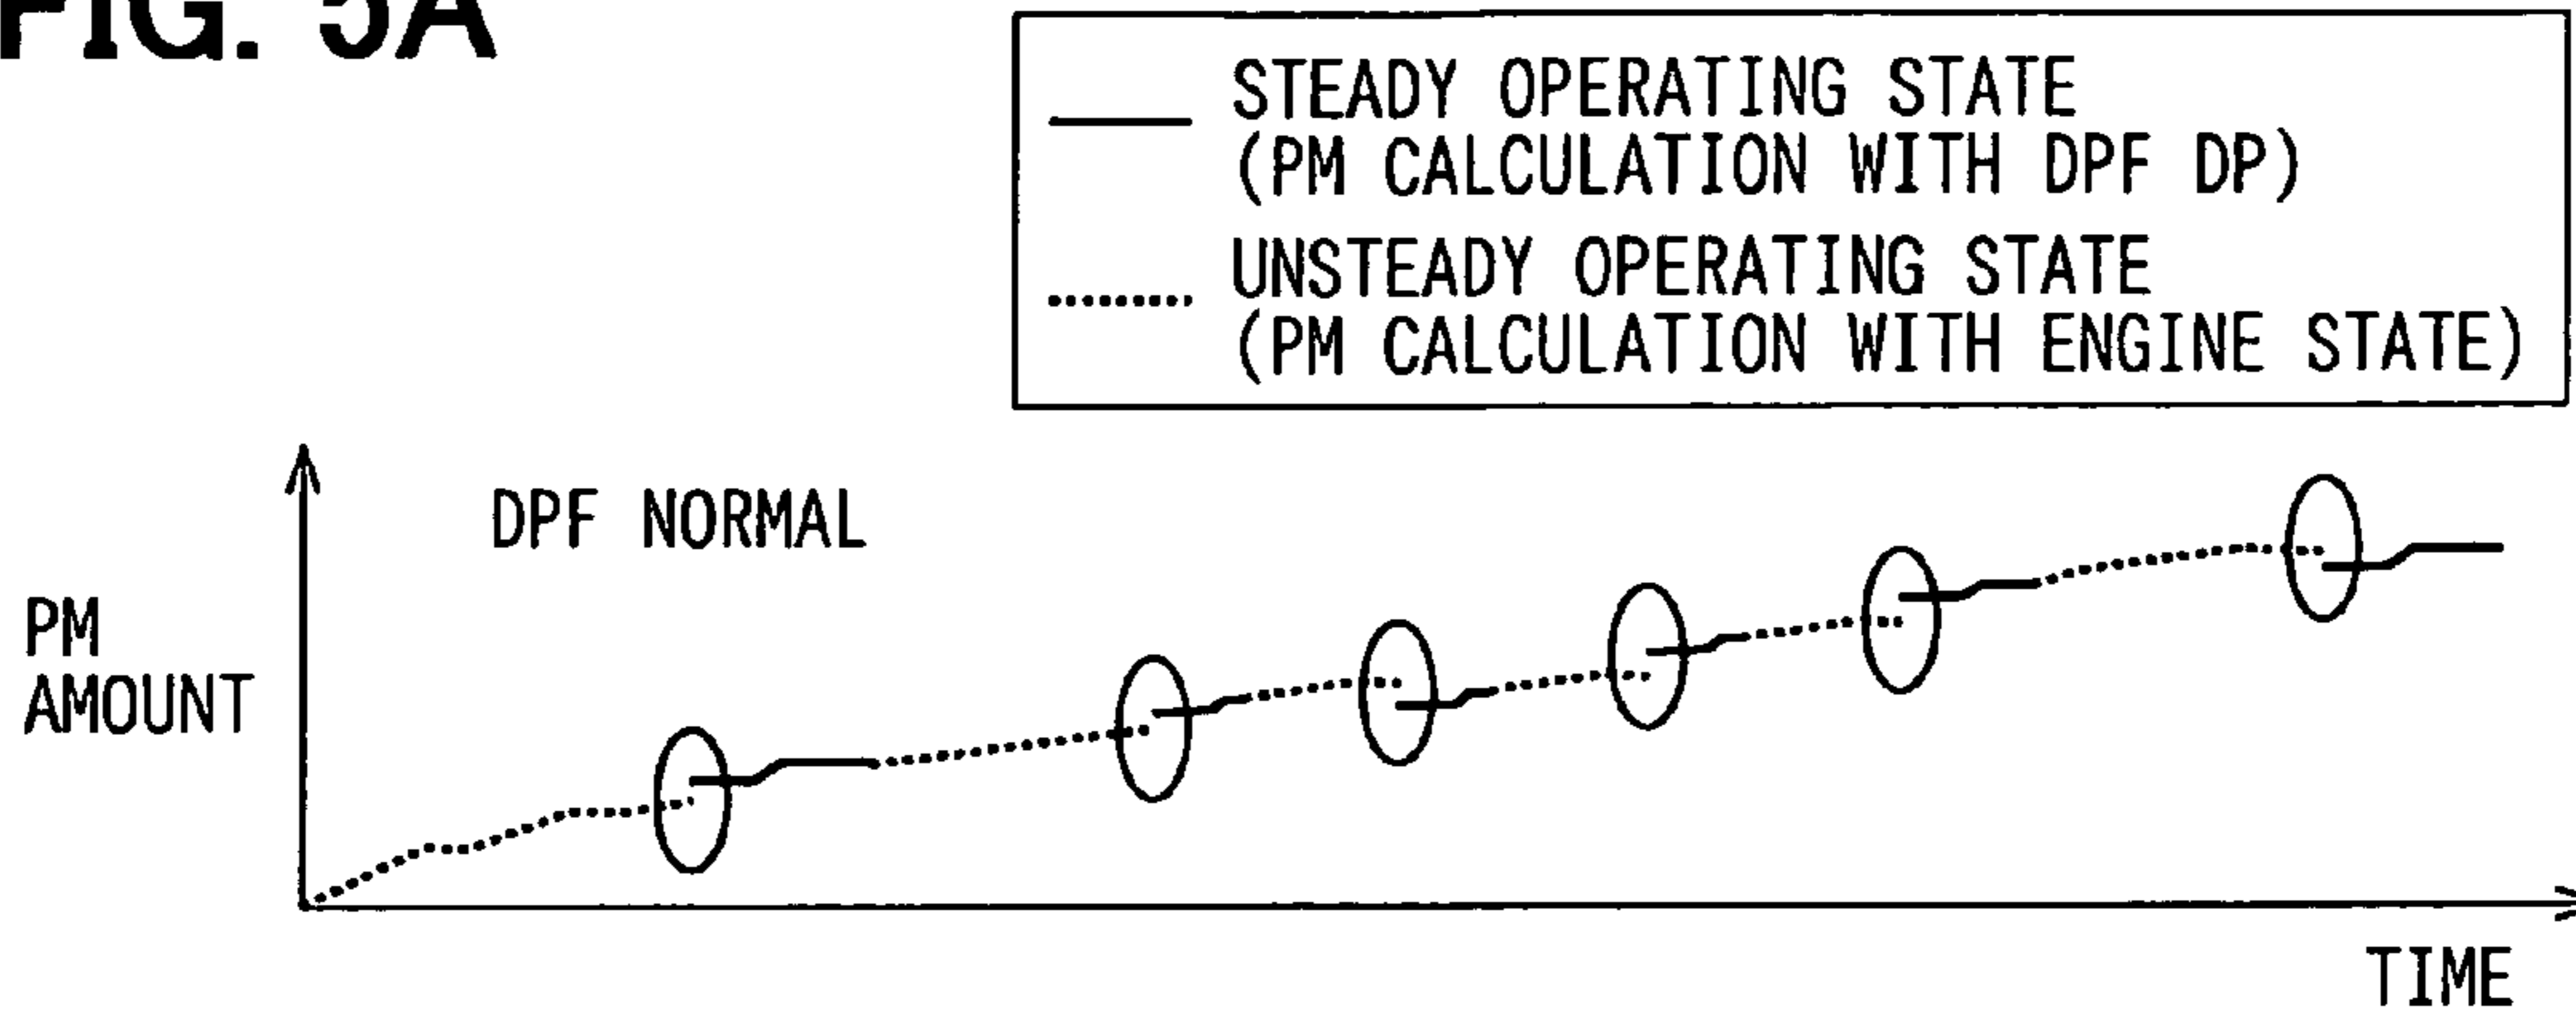 FIG. 5A
STEADY OPERATING STATE
(PM CALCULATION WITH DPF DP)
UNSTEADY OPERATING STATE
(PM CALCULATION WITH ENGINE STATE)
DPF NORMAL
PM
AMOUNT
TIME